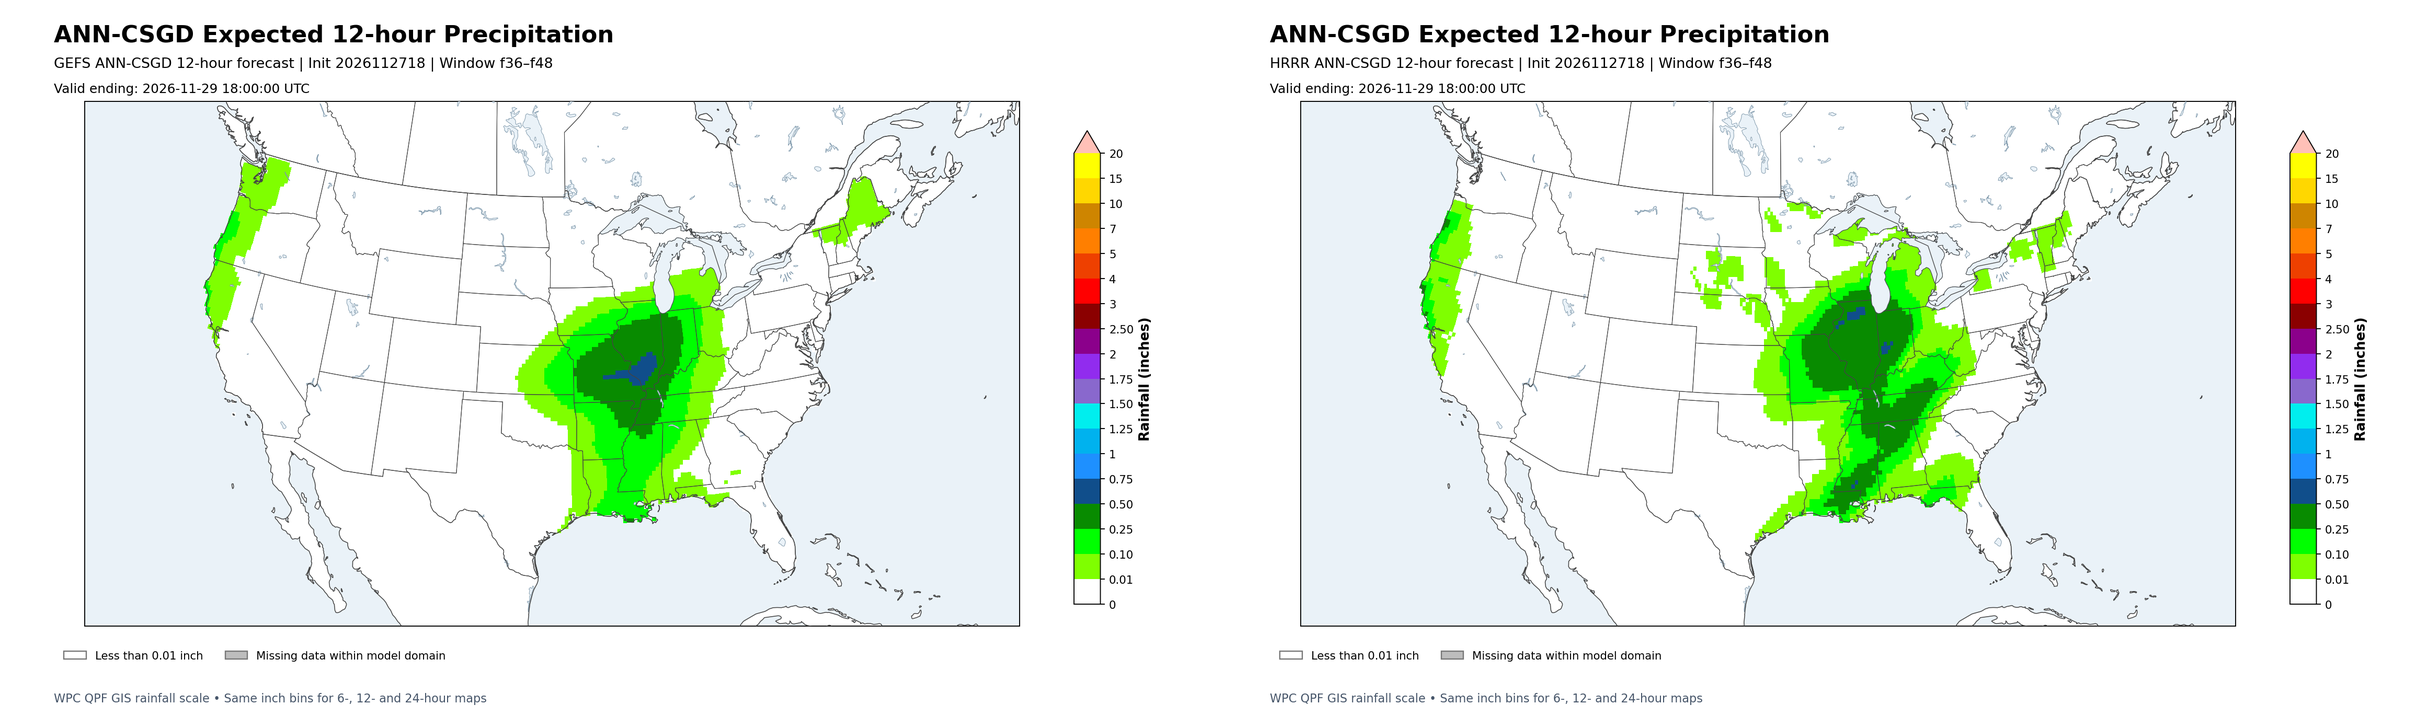 ANN-CSGD Expected 12-hour Precipitation
GEFS ANN-CSGD 12-hour forecast | Init 2026112718 | Window f36–f48
Valid ending: 2026-11-29 18:00:00 UTC
20
15
10
7
5
4
3
2.50
2
1.75
1.50
1.25
1
0.75
0.50
0.25
0.10
0.01
0
Rainfall (inches)
Less than 0.01 inch
Missing data within model domain
WPC QPF GIS rainfall scale • Same inch bins for 6-, 12- and 24-hour maps
ANN-CSGD Expected 12-hour Precipitation
HRRR ANN-CSGD 12-hour forecast | Init 2026112718 | Window f36–f48
Valid ending: 2026-11-29 18:00:00 UTC
20
15
10
7
5
4
3
2.50
2
1.75
1.50
1.25
1
0.75
0.50
0.25
0.10
0.01
0
Rainfall (inches)
Less than 0.01 inch
Missing data within model domain
WPC QPF GIS rainfall scale • Same inch bins for 6-, 12- and 24-hour maps